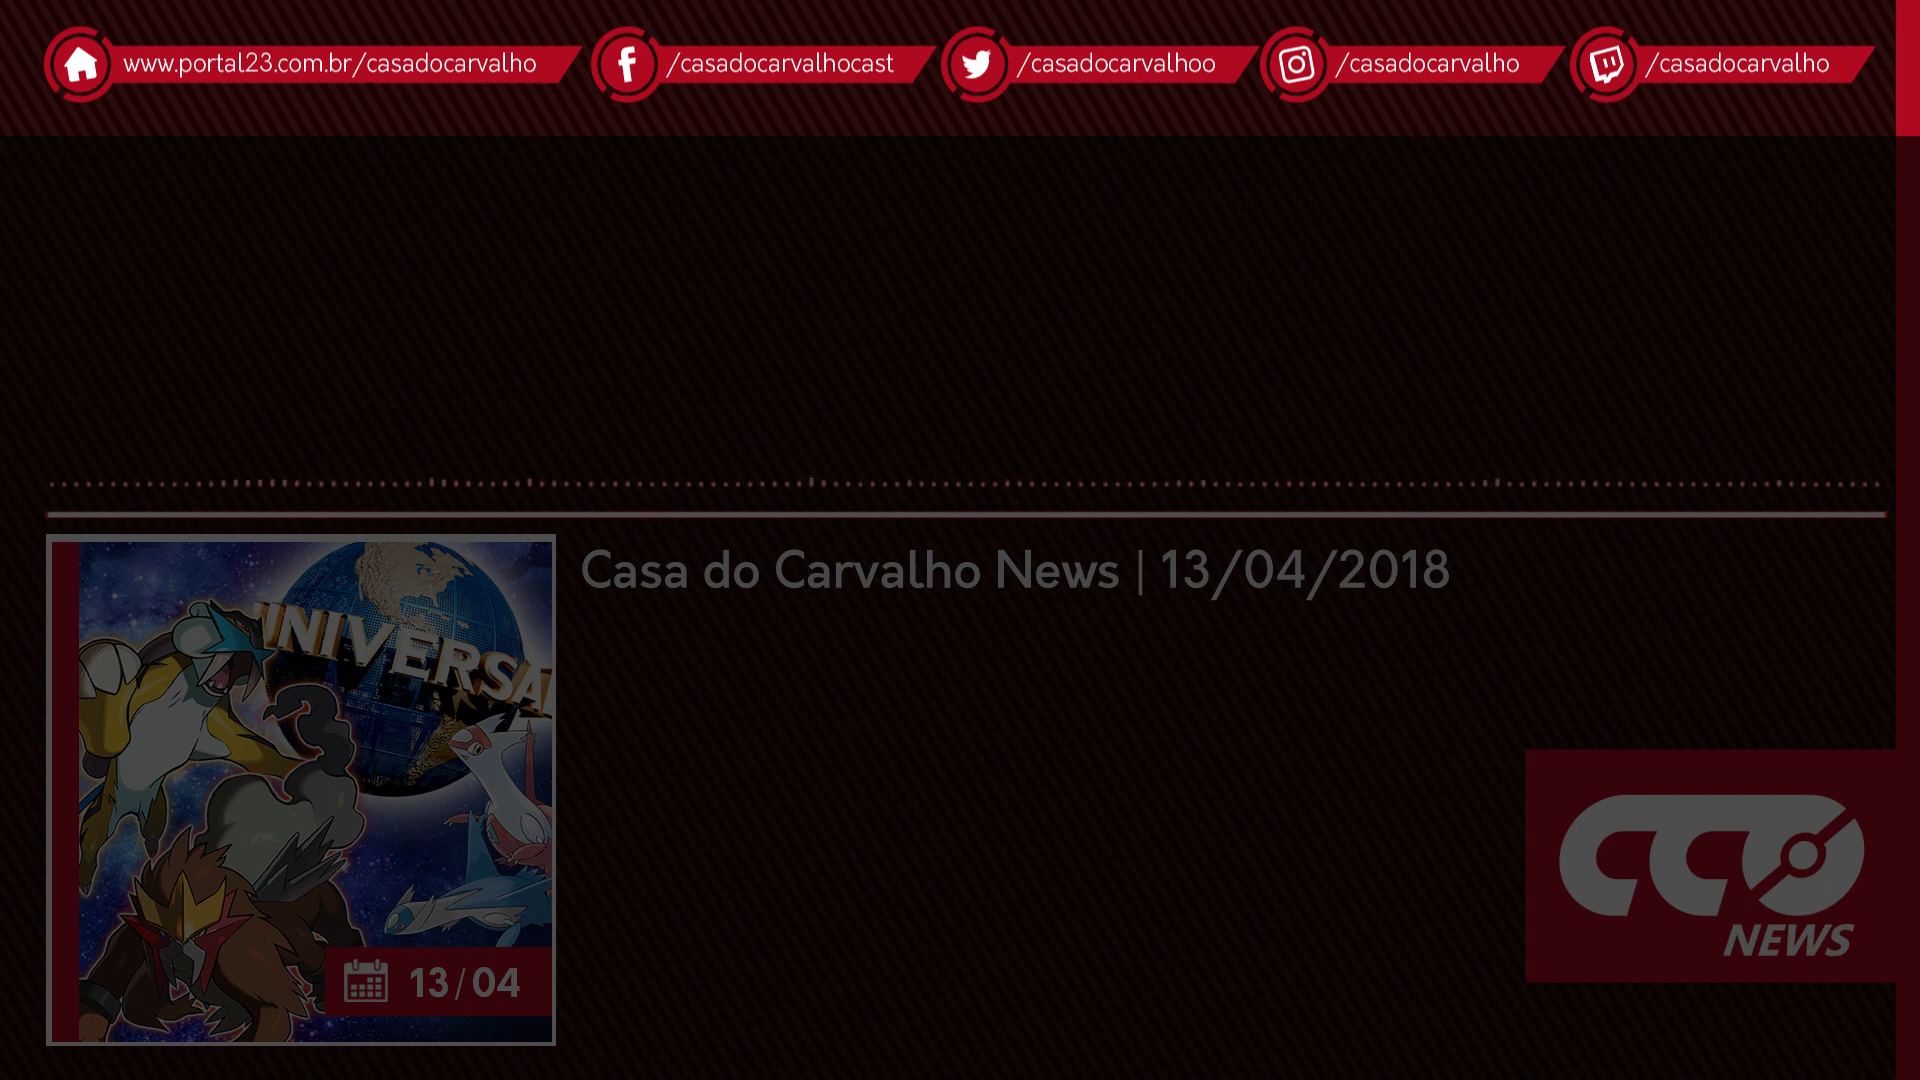 www.portal23.com.br/casadocarvalho
/casadocarvalhocast
/casadocarvalhoo
/casadocarvalho
/casadocarvalho
Casa do Carvalho News | 13/04/2018
UNIVERSAL
13/04
CCO
NEWS